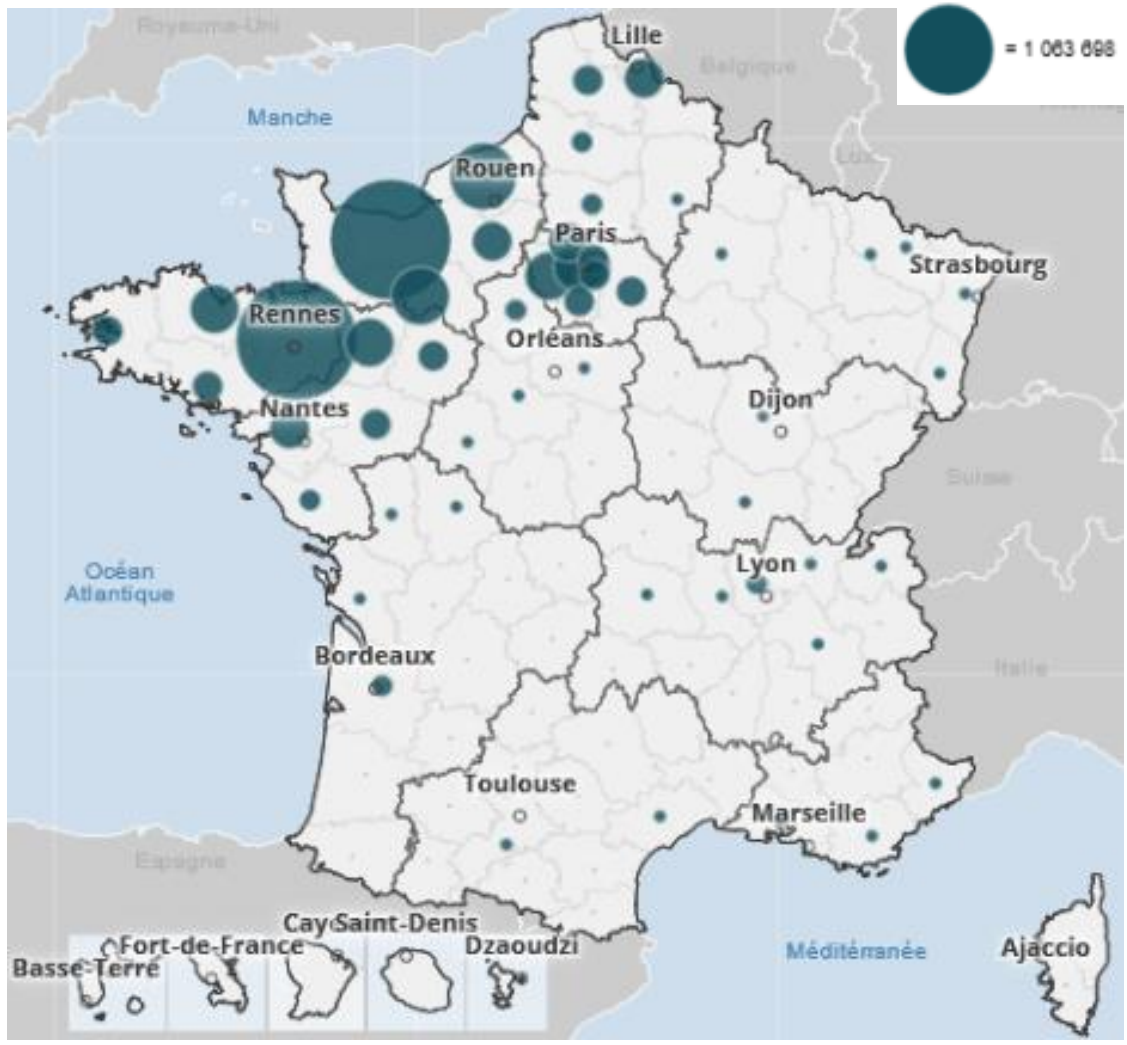 Royaume-Uni
Lille
= 1 063 698
Belgique
Manche
Lux
Rouen
Paris
Strasbourg
Rennes
Orléans
Dijon
Nantes
Suisse
Océan
Atlantique
Lyon
Bordeaux
Italie
Toulouse
Marseille
Espagne
Cay
Saint-Denis
Fort-de-France
Dzaoudzi
Basse-Terre
Méditérranée
Ajaccio